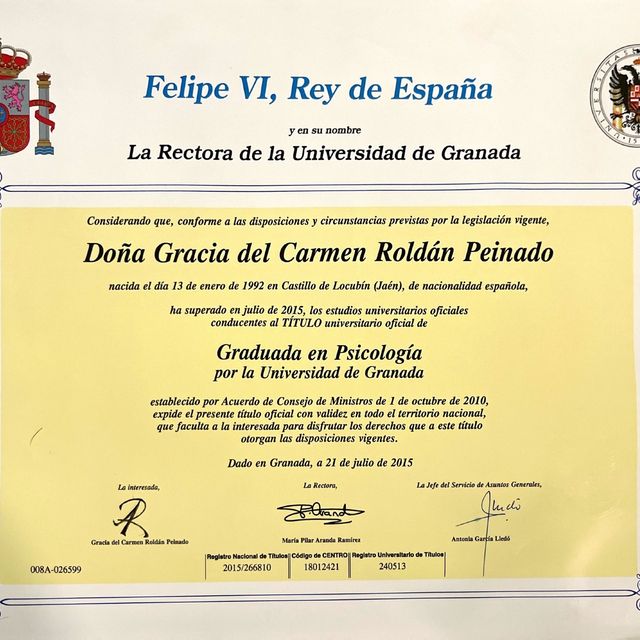 Felipe VI, Rey de España
y en su nombre
La Rectora de la Universidad de Granada
Considerando que, conforme a las disposiciones y circunstancias previstas por la legislación vigente,
Doña Gracia del Carmen Roldán Peinado
nacida el día 13 de enero de 1992 en Castillo de Locubín (Jaén), de nacionalidad española,
ha superado en julio de 2015, los estudios universitarios oficiales
conducentes al TÍTULO universitario oficial de
Graduada en Psicología
por la Universidad de Granada
establecido por Acuerdo de Consejo de Ministros de 1 de octubre de 2010,
expide el presente título oficial con validez en todo el territorio nacional,
que faculta a la interesada para disfrutar los derechos que a este título
otorgan las disposiciones vigentes.
Dado en Granada, a 21 de julio de 2015
La interesada, La Rectora, La Jefe del Servicio de Asuntos Generales,
Gracia del Carmen Roldán Peinado María Pilar Aranda Ramírez Antonia García Lledó
Registro Nacional de Títulos Código de CENTRO Registro Universitario de Títulos
008A-026599 2015/266810 18012421 240513